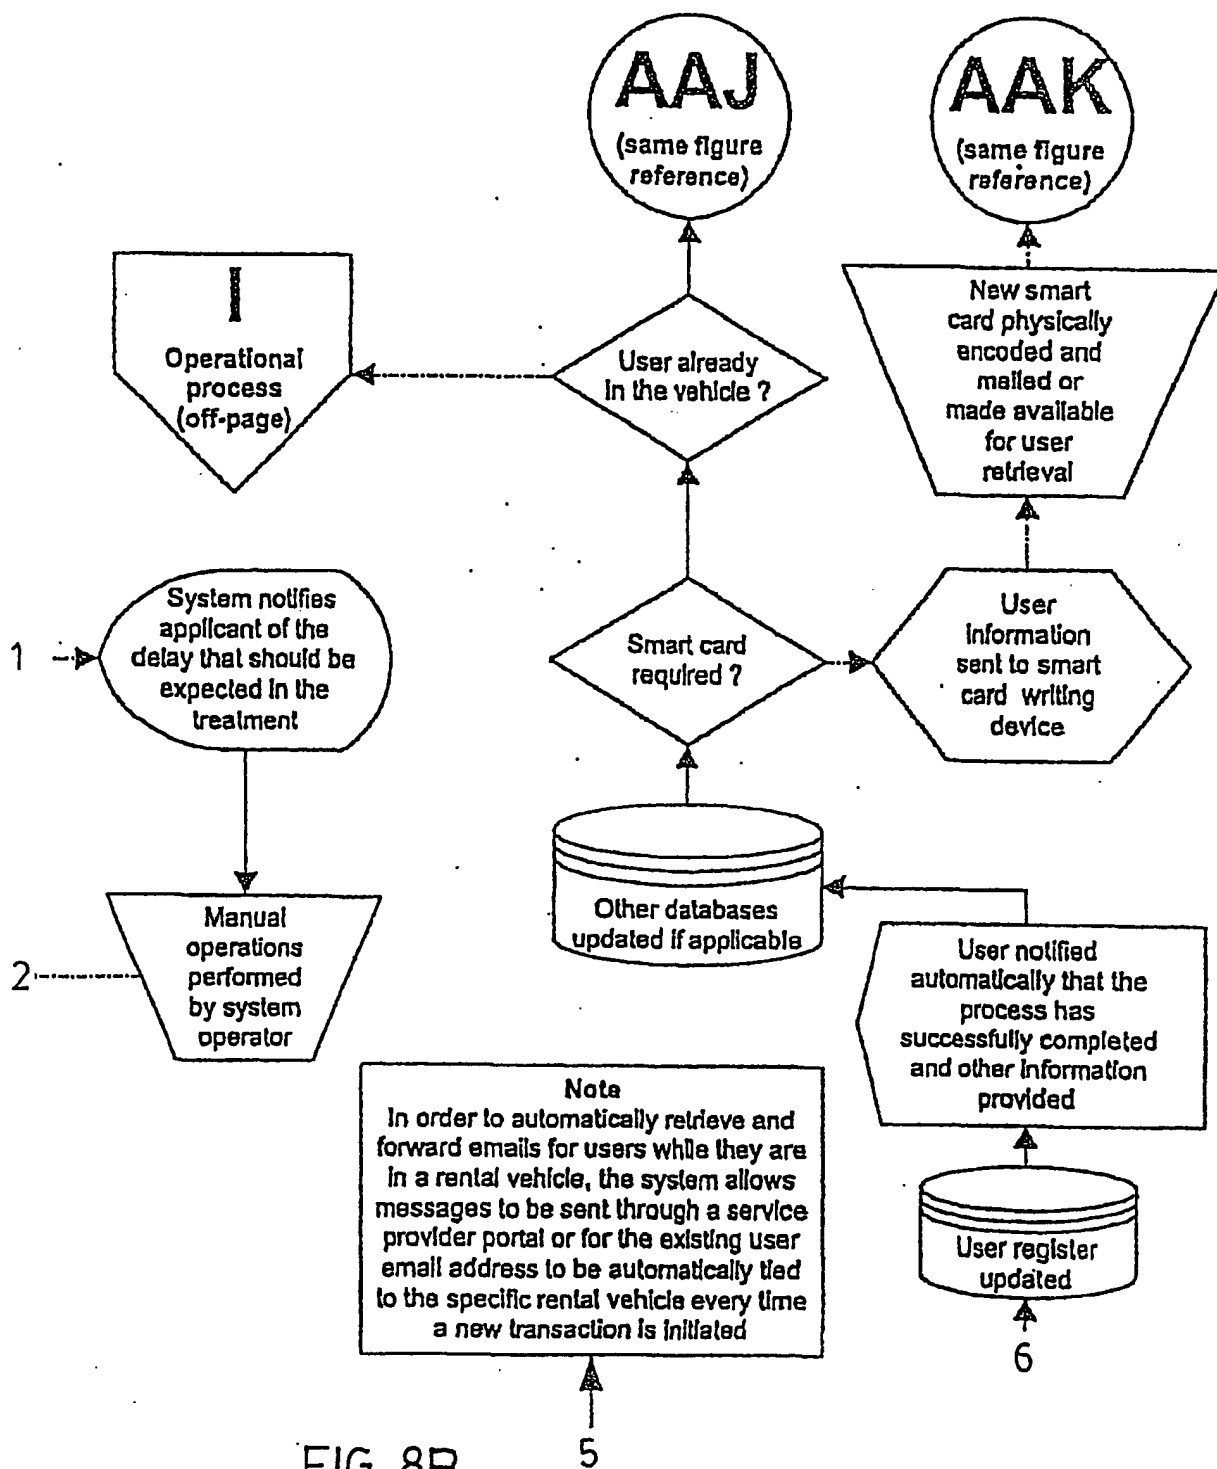 AAJ
(same figure
reference)
AAK
(same figure
reference)
I
Operational
process
(off-page)
User already
in the vehicle ?
New smart
card physically
encoded and
mailed or
made available
for user
retrieval
1
System notifies
applicant of the
delay that should be
expected in the
treatment
Smart card
required ?
User
information
sent to smart
card writing
device
2
Manual
operations
performed
by system
operator
Other databases
updated if applicable
User notified
automatically that the
process has
successfully completed
and other information
provided
Note
In order to automatically retrieve and
forward emails for users while they are
in a rental vehicle, the system allows
messages to be sent through a service
provider portal or for the existing user
email address to be automatically tied
to the specific rental vehicle every time
a new transaction is initiated
User register
updated
6
5
FIG. 8B